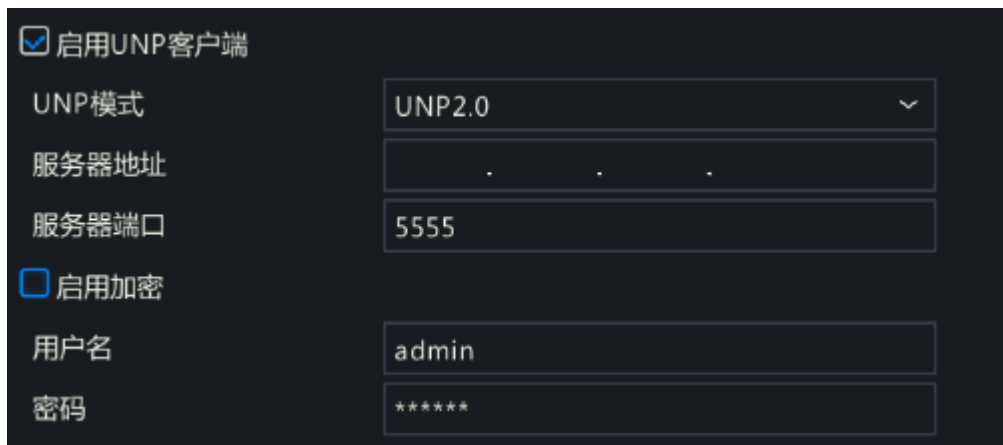 启用UNP客户端
UNP模式 UNP2.0
服务器地址 . . .
服务器端口 5555
启用加密
用户名 admin
密码 ******